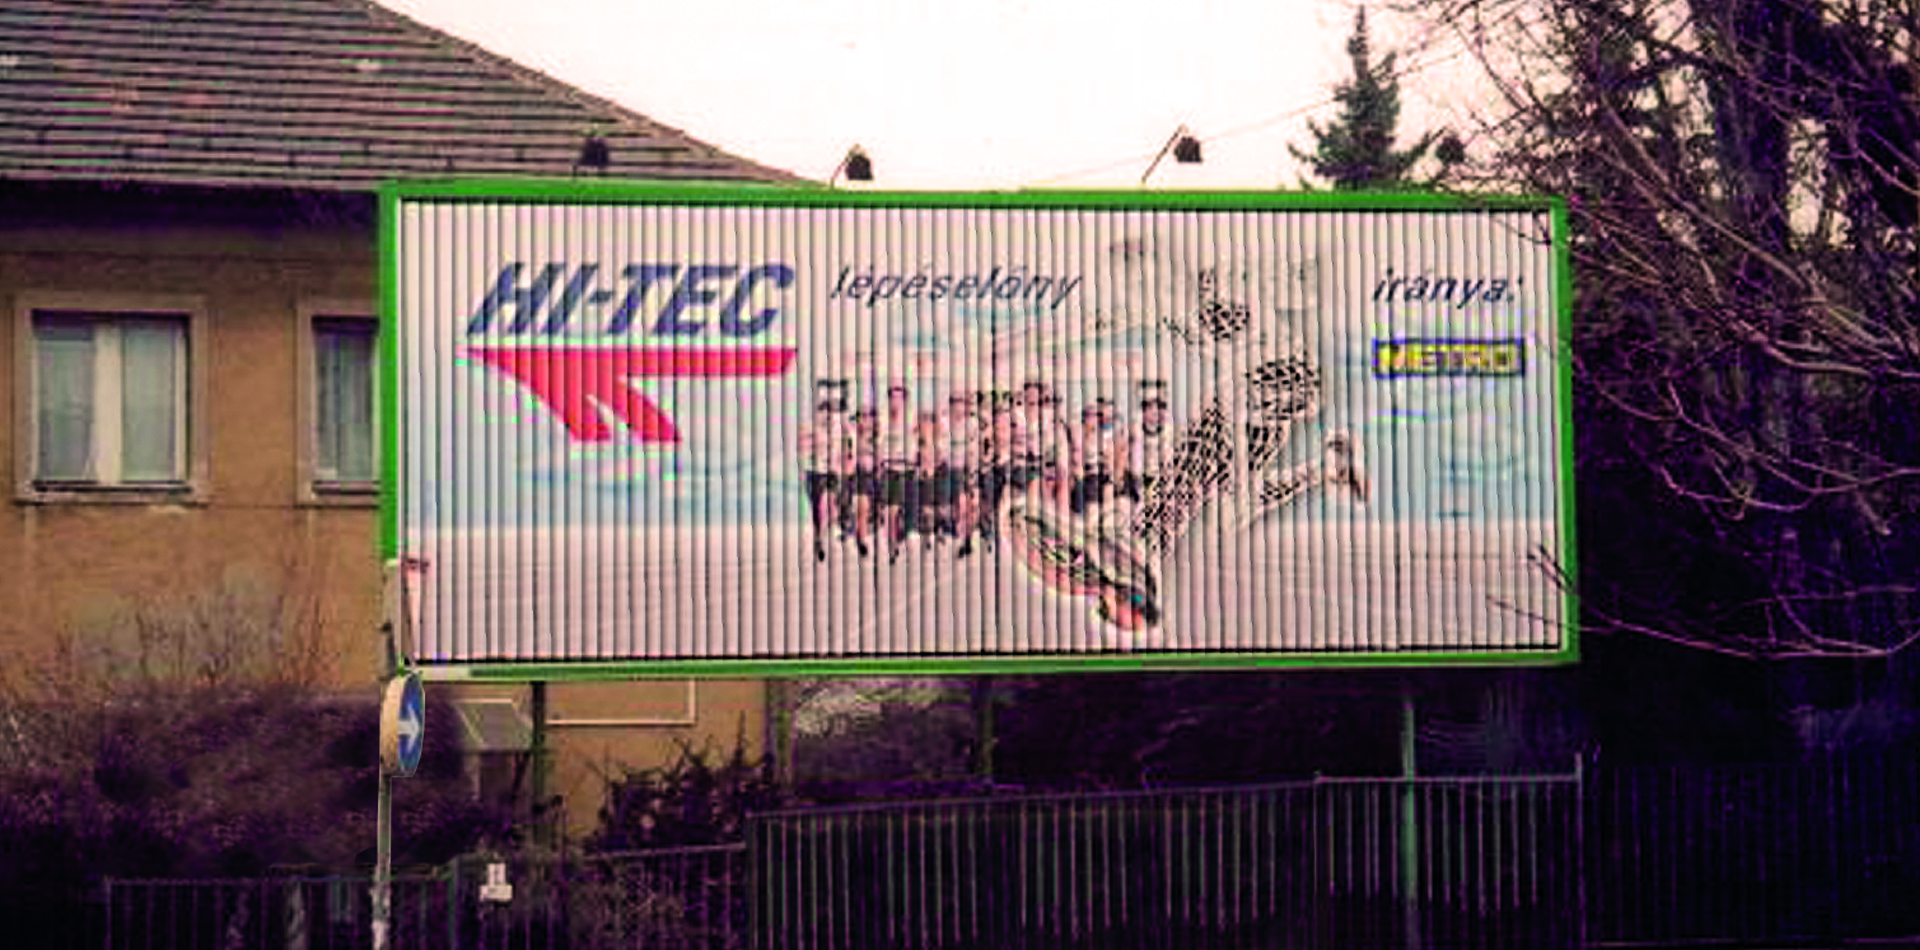 HI-TEC lépéselőny iránya:
METRO